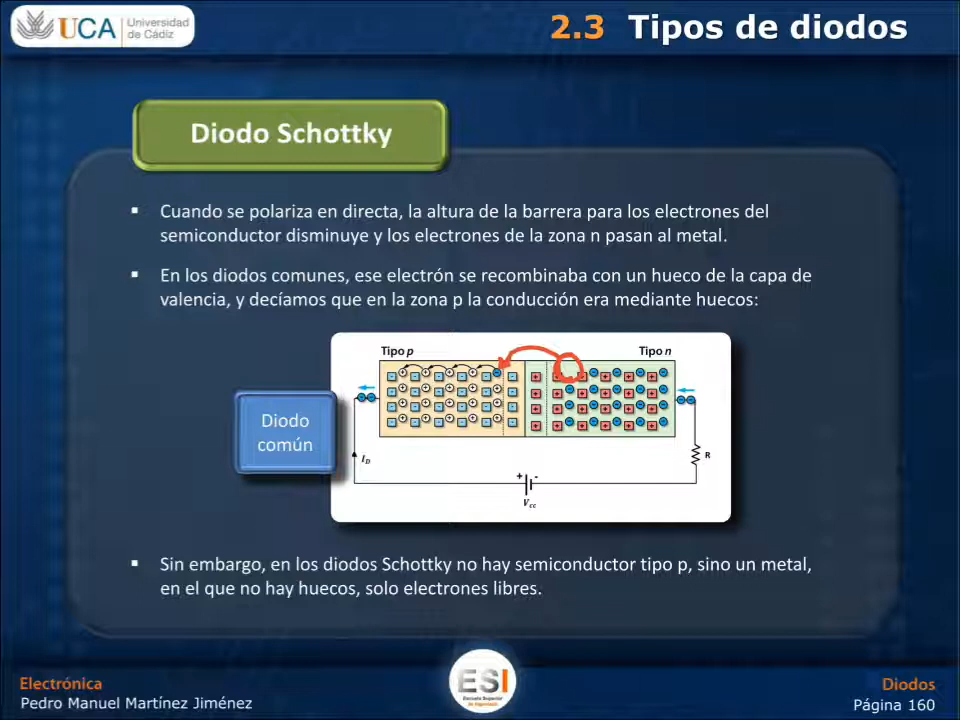 UCA Universidad de Cádiz
2.3 Tipos de diodos
Diodo Schottky
▪ Cuando se polariza en directa, la altura de la barrera para los electrones del
semiconductor disminuye y los electrones de la zona n pasan al metal.
▪ En los diodos comunes, ese electrón se recombinaba con un hueco de la capa de
valencia, y decíamos que en la zona p la conducción era mediante huecos:
Tipo p
Tipo n
Diodo
común
I_D
R
+ -
V_cc
▪ Sin embargo, en los diodos Schottky no hay semiconductor tipo p, sino un metal,
en el que no hay huecos, solo electrones libres.
Electrónica
Pedro Manuel Martínez Jiménez
ESI
Escuela Superior
de Ingeniería
Diodos
Página 160